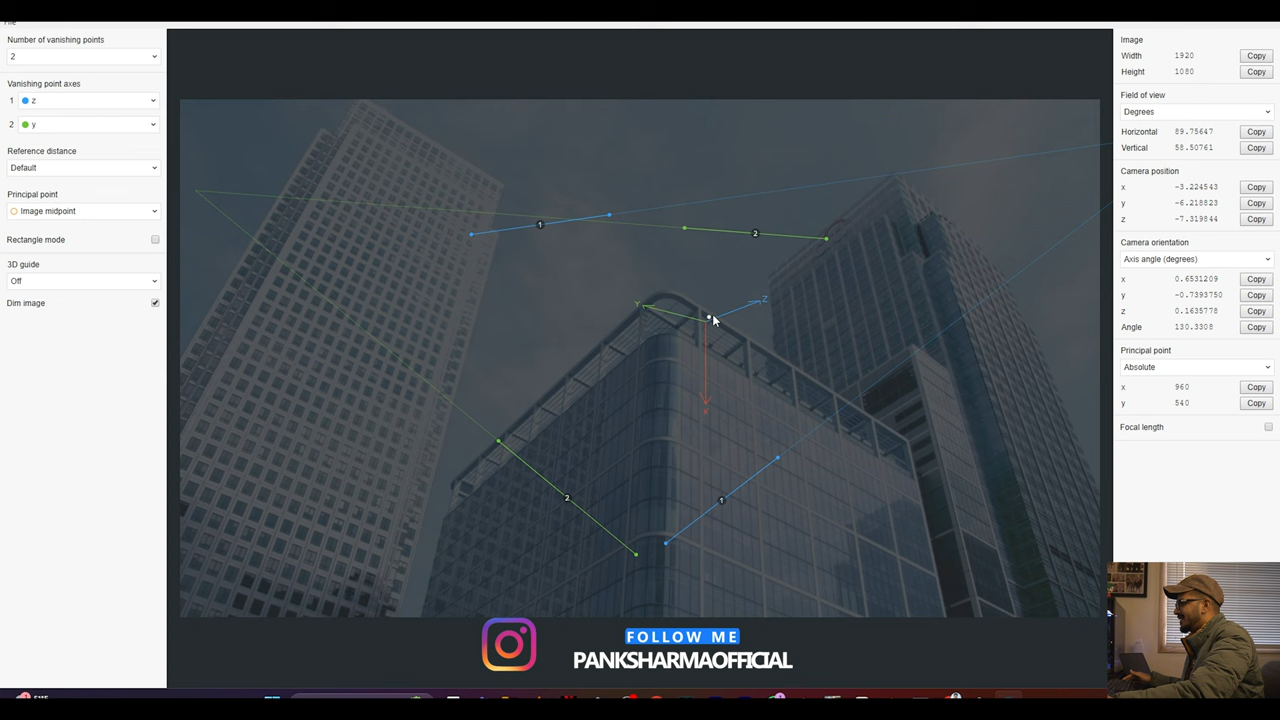 Number of vanishing points
2
Vanishing point axes
1 z
2 y
Reference distance
Default
Principal point
Image midpoint
Rectangle mode
3D guide
Off
Dim image
1
2
Y
Z
X
2
1
FOLLOW ME
PANKSHARMAOFFICIAL
Image
Width 1920 Copy
Height 1080 Copy
Field of view
Degrees
Horizontal 89.75647 Copy
Vertical 58.50761 Copy
Camera position
x -3.224543 Copy
y -6.218823 Copy
z -7.319844 Copy
Camera orientation
Axis angle (degrees)
x 0.6531209 Copy
y -0.7393750 Copy
z 0.1635778 Copy
Angle 130.3308 Copy
Principal point
Absolute
x 960 Copy
y 540 Copy
Focal length